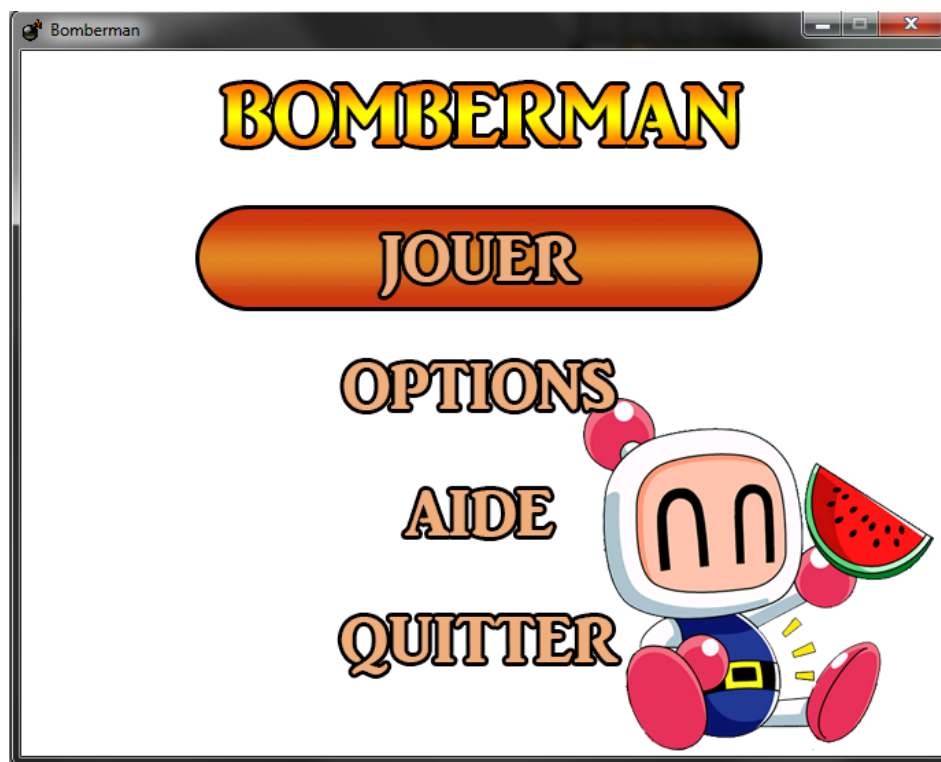 Bomberman
BOMBERMAN
JOUER
OPTIONS
AIDE
QUITTER